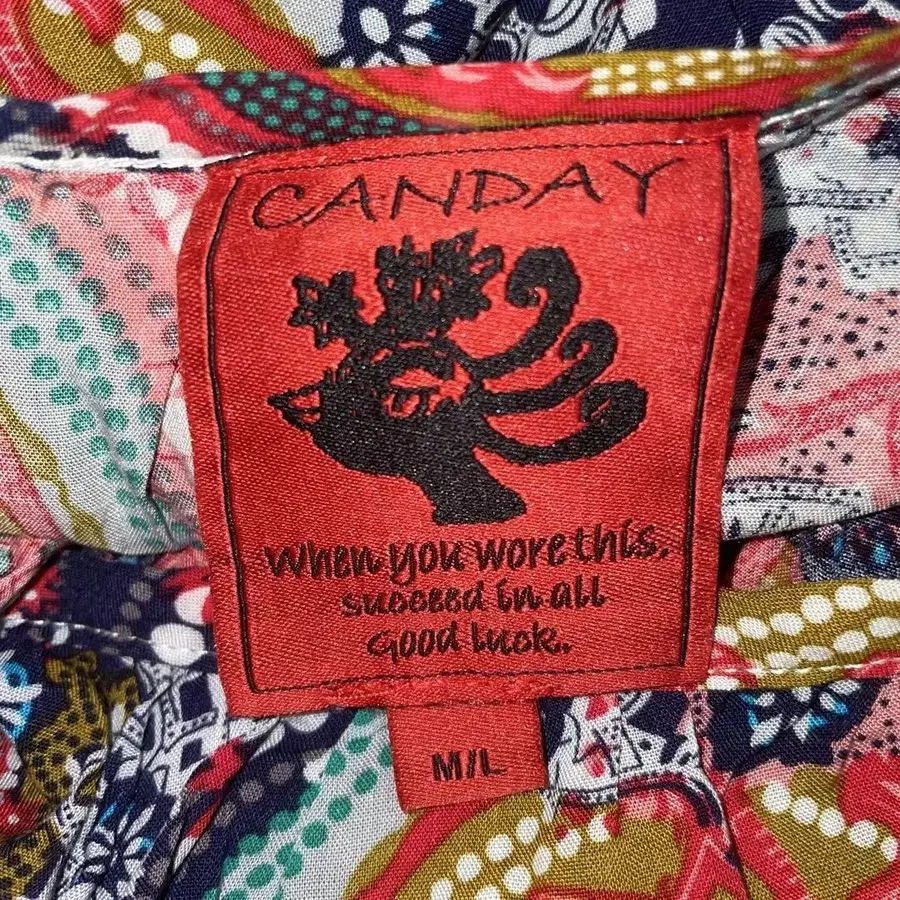 CANDAY
When you wore this,
succeed in all
Good luck.
M/L